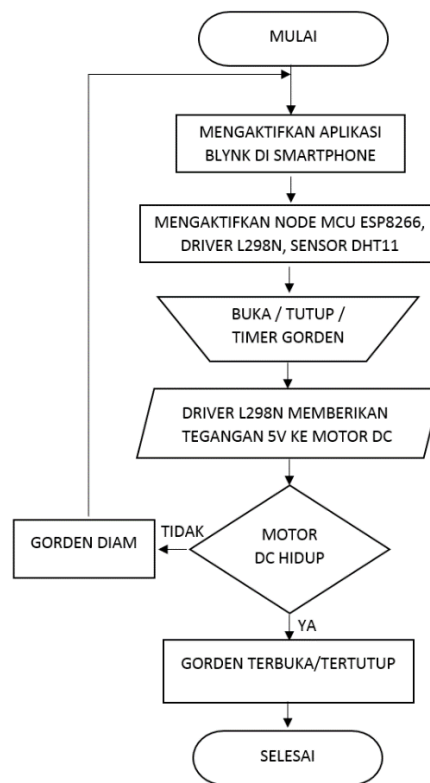 MULAI
MENGAKTIFKAN APLIKASI
BLYNK DI SMARTPHONE
MENGAKTIFKAN NODE MCU ESP8266,
DRIVER L298N, SENSOR DHT11
BUKA / TUTUP /
TIMER GORDEN
DRIVER L298N MEMBERIKAN
TEGANGAN 5V KE MOTOR DC
MOTOR
DC HIDUP
TIDAK
GORDEN DIAM
YA
GORDEN TERBUKA/TERTUTUP
SELESAI